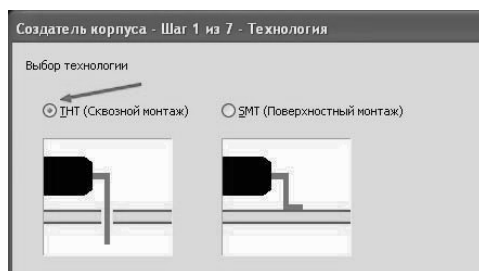 Создатель корпуса - Шаг 1 из 7 - Технология
Выбор технологии
THT (Сквозной монтаж) SMT (Поверхностный монтаж)